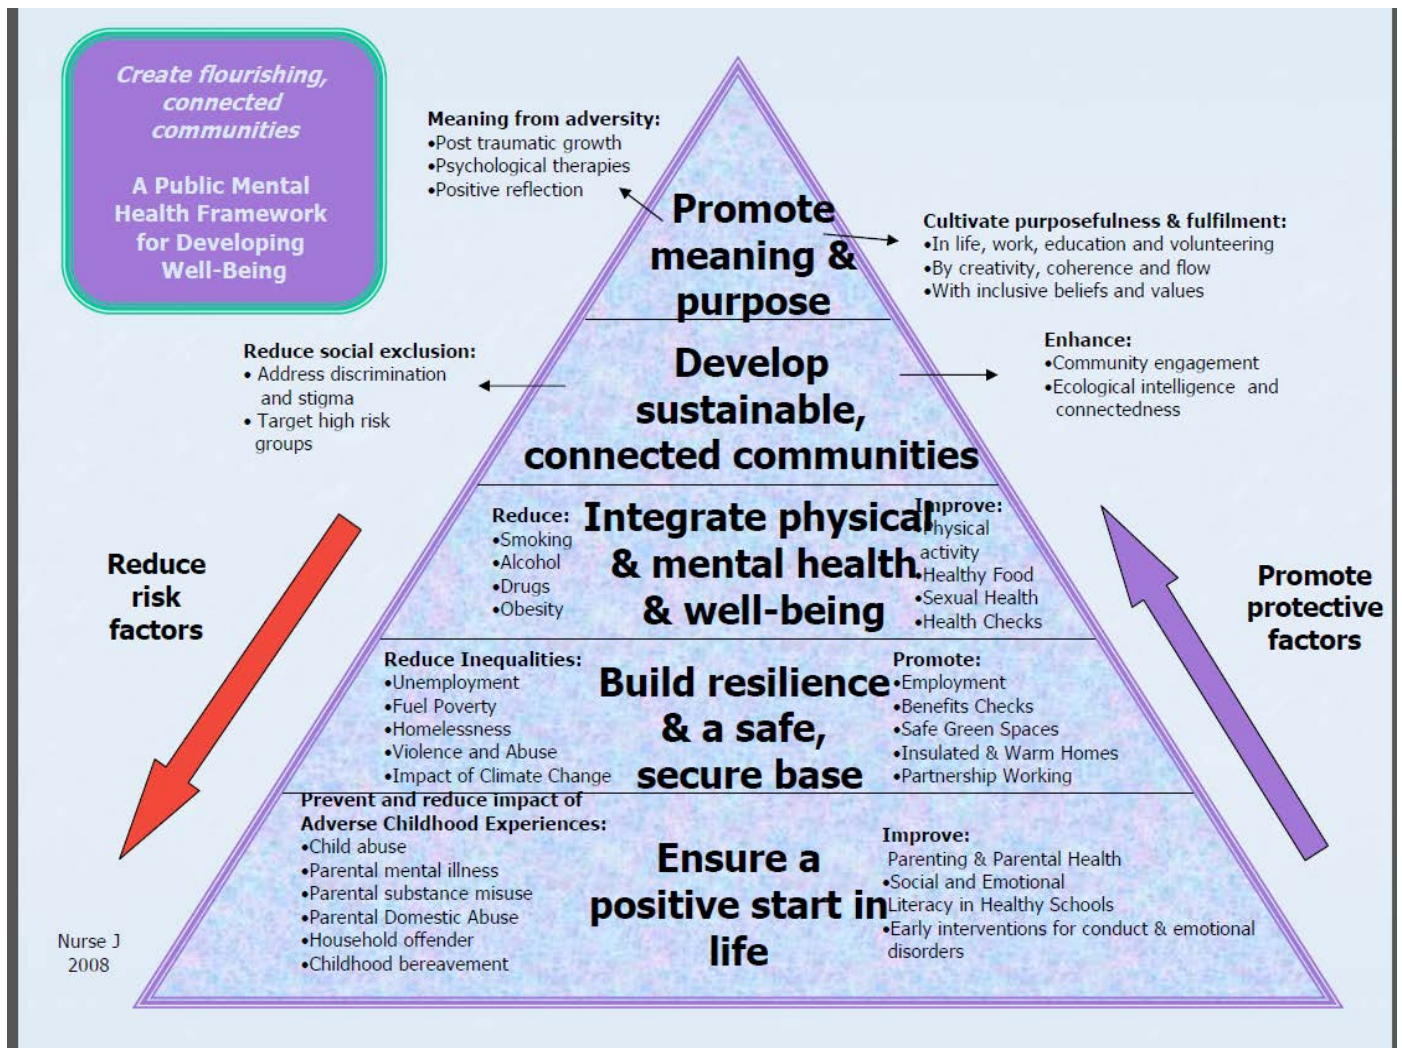 Create flourishing,
connected
communities
A Public Mental
Health Framework
for Developing
Well-Being
Meaning from adversity:
•Post traumatic growth
•Psychological therapies
•Positive reflection
Promote
meaning &
purpose
Cultivate purposefulness & fulfilment:
•In life, work, education and volunteering
•By creativity, coherence and flow
•With inclusive beliefs and values
Reduce social exclusion:
• Address discrimination
and stigma
• Target high risk
groups
Develop
sustainable,
connected communities
Enhance:
•Community engagement
•Ecological intelligence and
connectedness
Reduce:
•Smoking
•Alcohol
•Drugs
•Obesity
Integrate physical
& mental health
& well-being
Improve:
•Physical
activity
•Healthy Food
•Sexual Health
•Health Checks
Reduce
risk
factors
Promote
protective
factors
Reduce Inequalities:
•Unemployment
•Fuel Poverty
•Homelessness
•Violence and Abuse
•Impact of Climate Change
Build resilience
& a safe,
secure base
Promote:
•Employment
•Benefits Checks
•Safe Green Spaces
•Insulated & Warm Homes
•Partnership Working
Prevent and reduce impact of
Adverse Childhood Experiences:
•Child abuse
•Parental mental illness
•Parental substance misuse
•Parental Domestic Abuse
•Household offender
•Childhood bereavement
Ensure a
positive start in
life
Improve:
Parenting & Parental Health
•Social and Emotional
Literacy in Healthy Schools
•Early interventions for conduct & emotional
disorders
Nurse J
2008